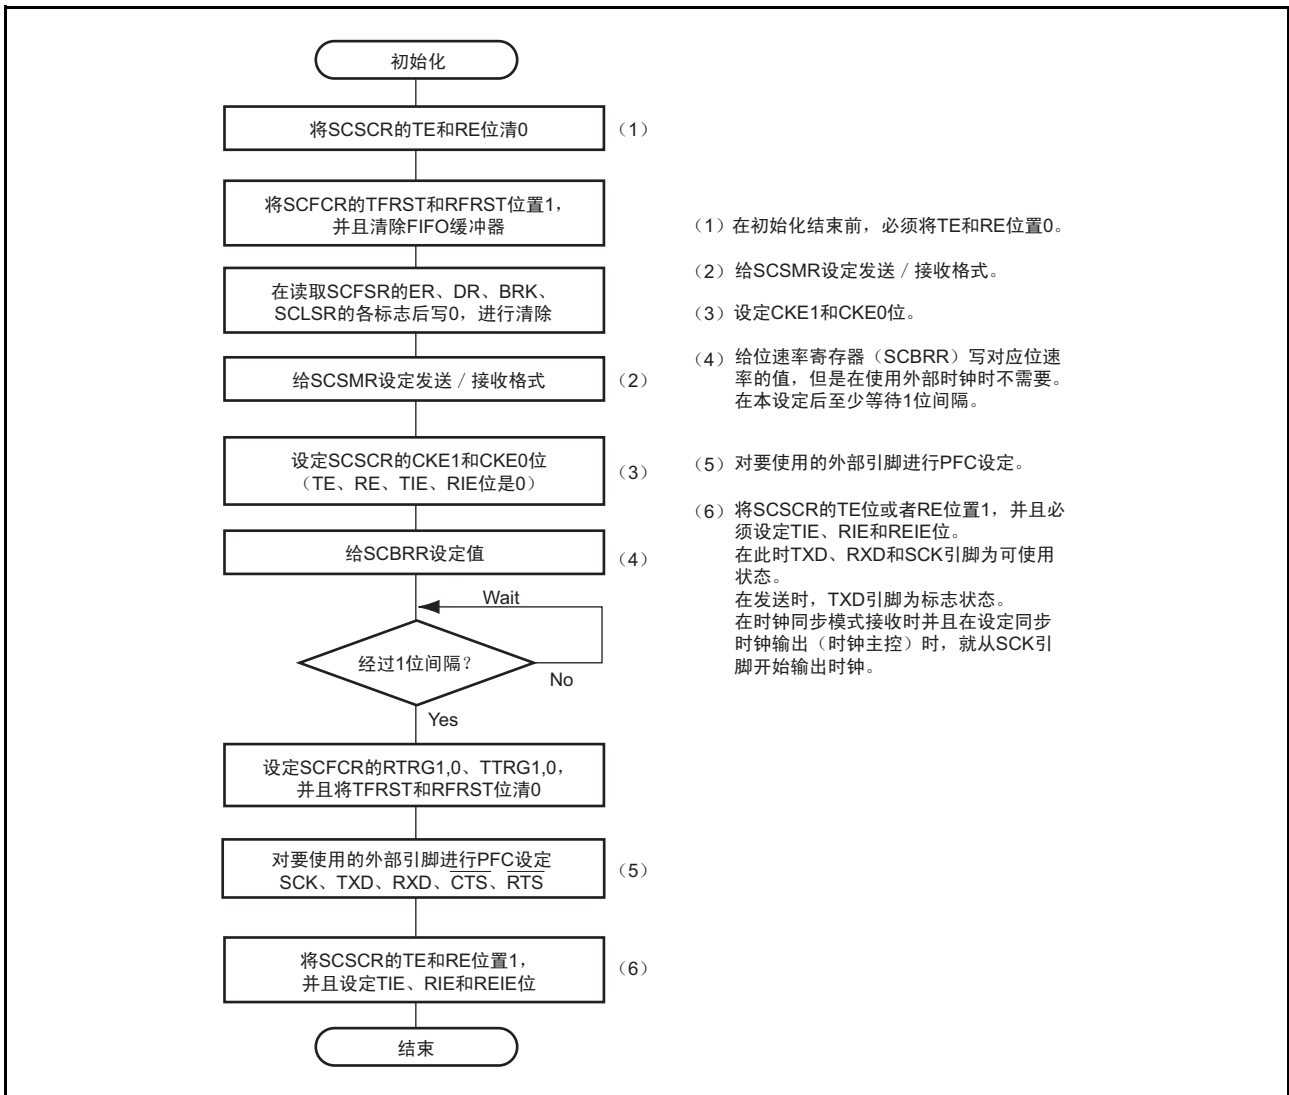 初始化
将SCSCR的TE和RE位清0
（1）
将SCFCR的TFRST和RFRST位置1，
并且清除FIFO缓冲器
在读取SCFSR的ER、DR、BRK、
SCLSR的各标志后写0，进行清除
给SCSMR设定发送／接收格式
（2）
设定SCSCR的CKE1和CKE0位
（TE、RE、TIE、RIE位是0）
（3）
给SCBRR设定值
（4）
Wait
经过1位间隔？
No
Yes
设定SCFCR的RTRG1,0、TTRG1,0，
并且将TFRST和RFRST位清0
对要使用的外部引脚进行PFC设定
SCK、TXD、RXD、CTS、RTS
（5）
将SCSCR的TE和RE位置1，
并且设定TIE、RIE和REIE位
（6）
结束
（1）在初始化结束前，必须将TE和RE位置0。
（2）给SCSMR设定发送／接收格式。
（3）设定CKE1和CKE0位。
（4）给位速率寄存器（SCBRR）写对应位速
率的值，但是在使用外部时钟时不需要。
在本设定后至少等待1位间隔。
（5）对要使用的外部引脚进行PFC设定。
（6）将SCSCR的TE位或者RE位置1，并且必
须设定TIE、RIE和REIE位。
在此时TXD、RXD和SCK引脚为可使用
状态。
在发送时，TXD引脚为标志状态。
在时钟同步模式接收时并且在设定同步
时钟输出（时钟主控）时，就从SCK引
脚开始输出时钟。